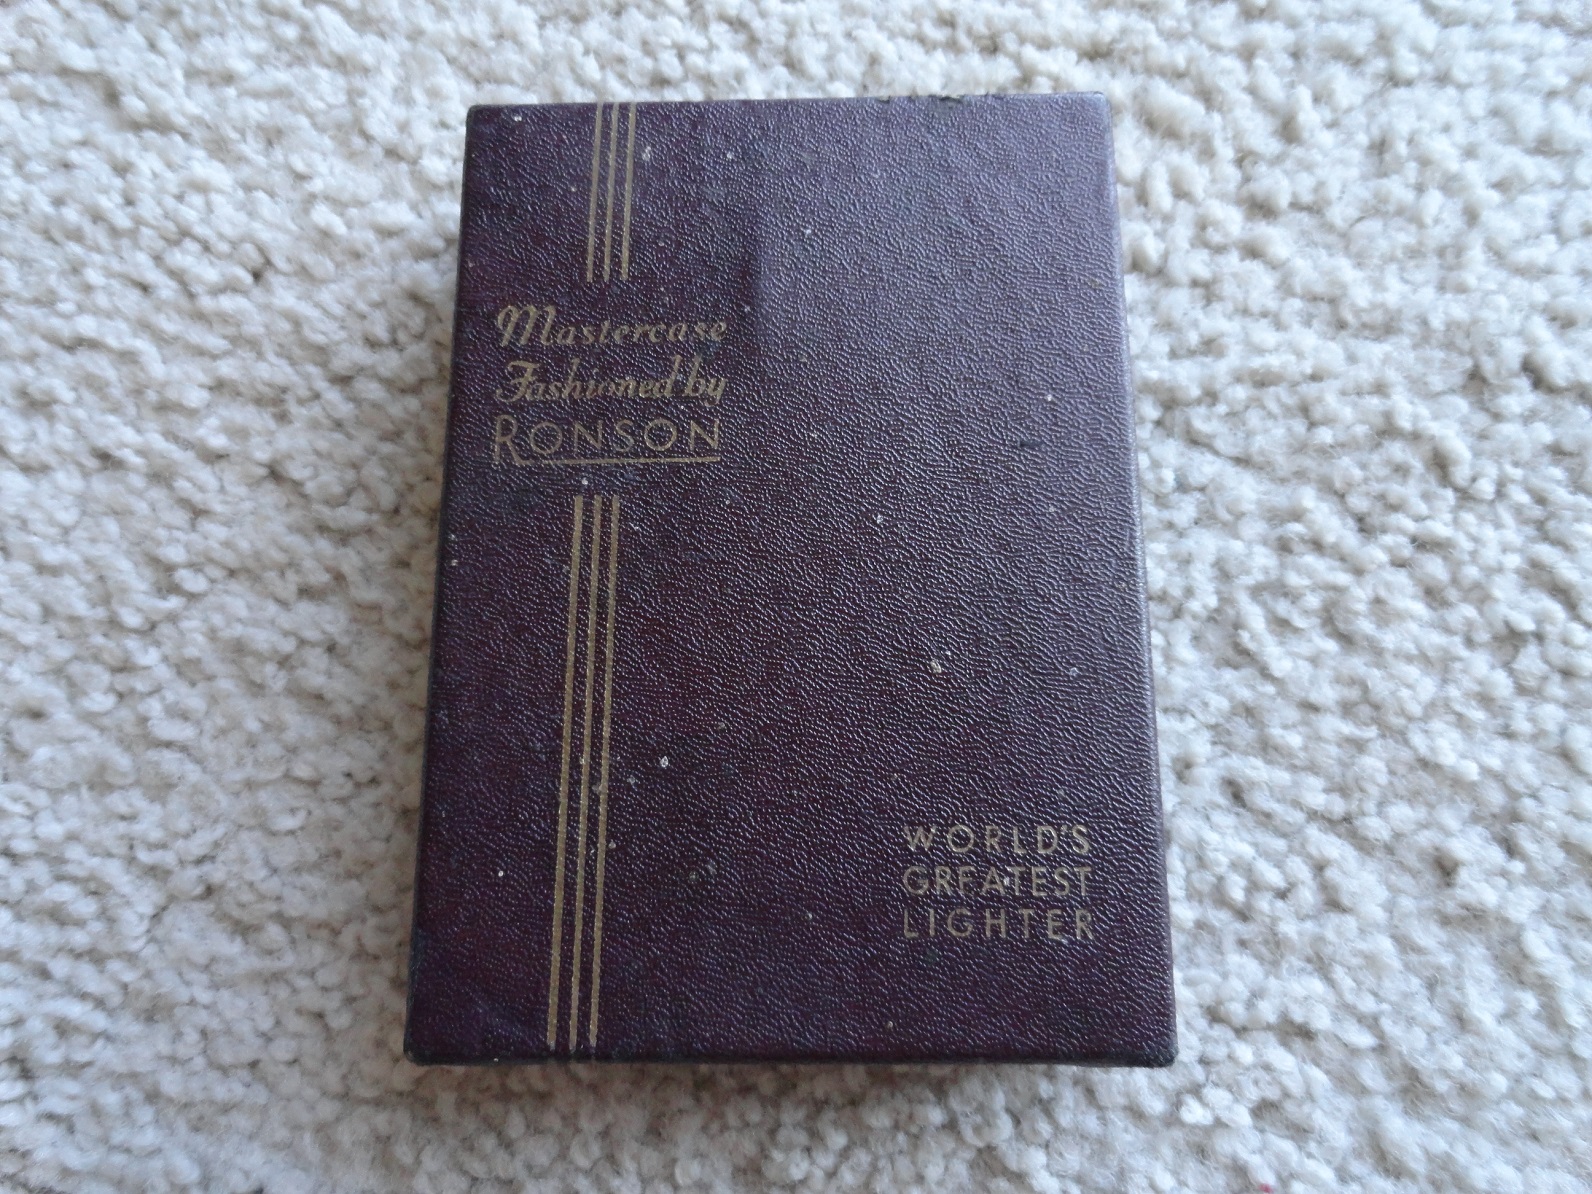 Mastercase
Fashioned by
RONSON
WORLD'S
GREATEST
LIGHTER